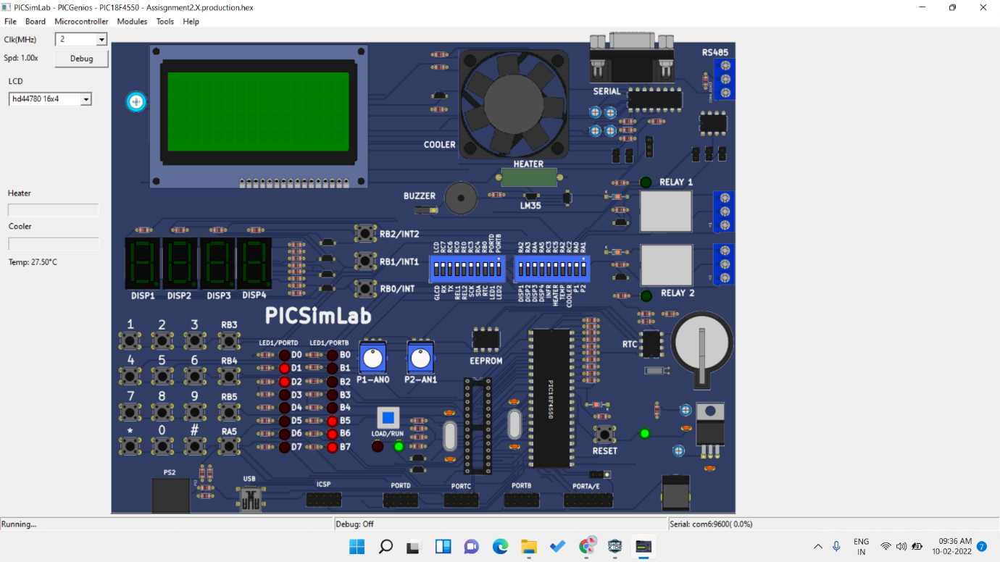 PICSimLab - PICGenios - PIC18F4550 - Assisgnment2.X.production.hex
File Board Microcontroller Modules Tools Help
Clk(MHz) 2
Spd: 1.00x Debug
LCD
hd44780 16x4
Heater
Cooler
Temp: 27.50°C
RS485
SERIAL
COOLER
HEATER
BUZZER
LM35
RELAY 1
RELAY 2
RB2/INT2
RB1/INT1
RB0/INT
LCD RC7 RC6 RC0 RE0 RC3 RC4 RB0 PORTD PORTB
GLCD RX TX REL1 REL2 SCK SDA RTC LED1 LED2
RA2 RA3 RA4 RA5 RC3 RC5 RA2 RC2 RA0 RA1
DISP1 DISP2 DISP3 DISP4 INFR HEATER TEMP COOLER P1 P2
DISP1 DISP2 DISP3 DISP4
PICSimLab
1 2 3 RB3
4 5 6 RB4
7 8 9 RB5
* 0 # RA5
LED1/PORTD LED1/PORTB
D0 B0
D1 B1
D2 B2
D3 B3
D4 B4
D5 B5
D6 B6
D7 B7
P1-AN0 P2-AN1
EEPROM
PIC18F4550
RTC
LOAD/RUN
RESET
PS2
USB
ICSP
PORTD
PORTC
PORTB
PORTA/E
Running...
Debug: Off
Serial: com6:9600( 0.0%)
ENG
IN
09:36 AM
10-02-2022
7